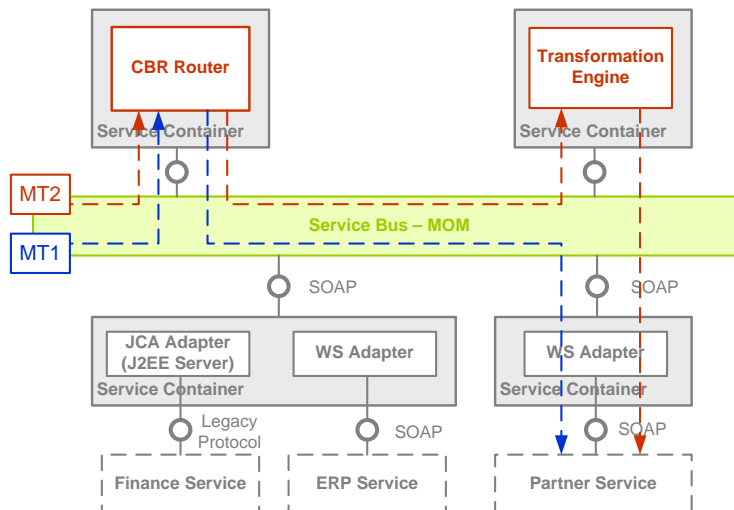 CBR Router
Service Container
Transformation
Engine
Service Container
MT2
MT1
Service Bus – MOM
SOAP
SOAP
JCA Adapter
(J2EE Server)
WS Adapter
Service Container
WS Adapter
Service Container
Legacy
Protocol
SOAP
SOAP
Finance Service
ERP Service
Partner Service